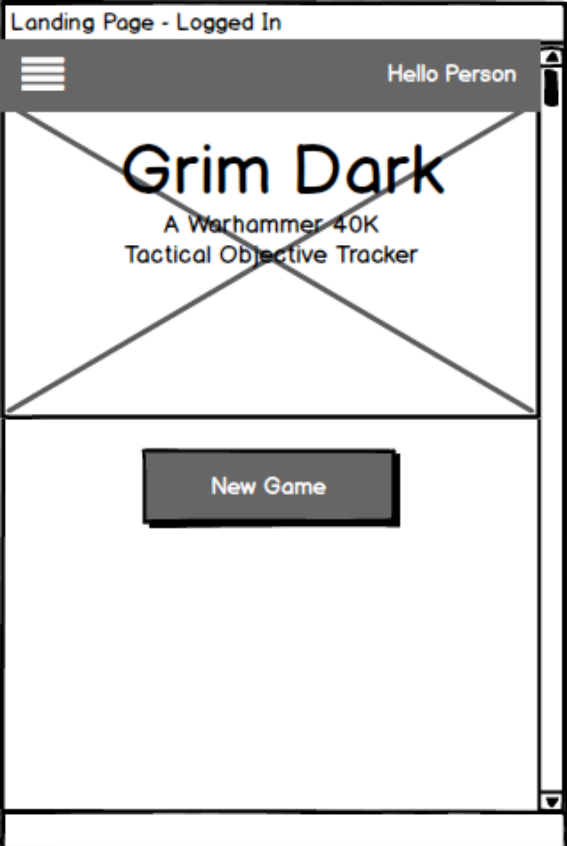 Landing Page - Logged In
Hello Person
Grim Dark
A Warhammer 40K
Tactical Objective Tracker
New Game